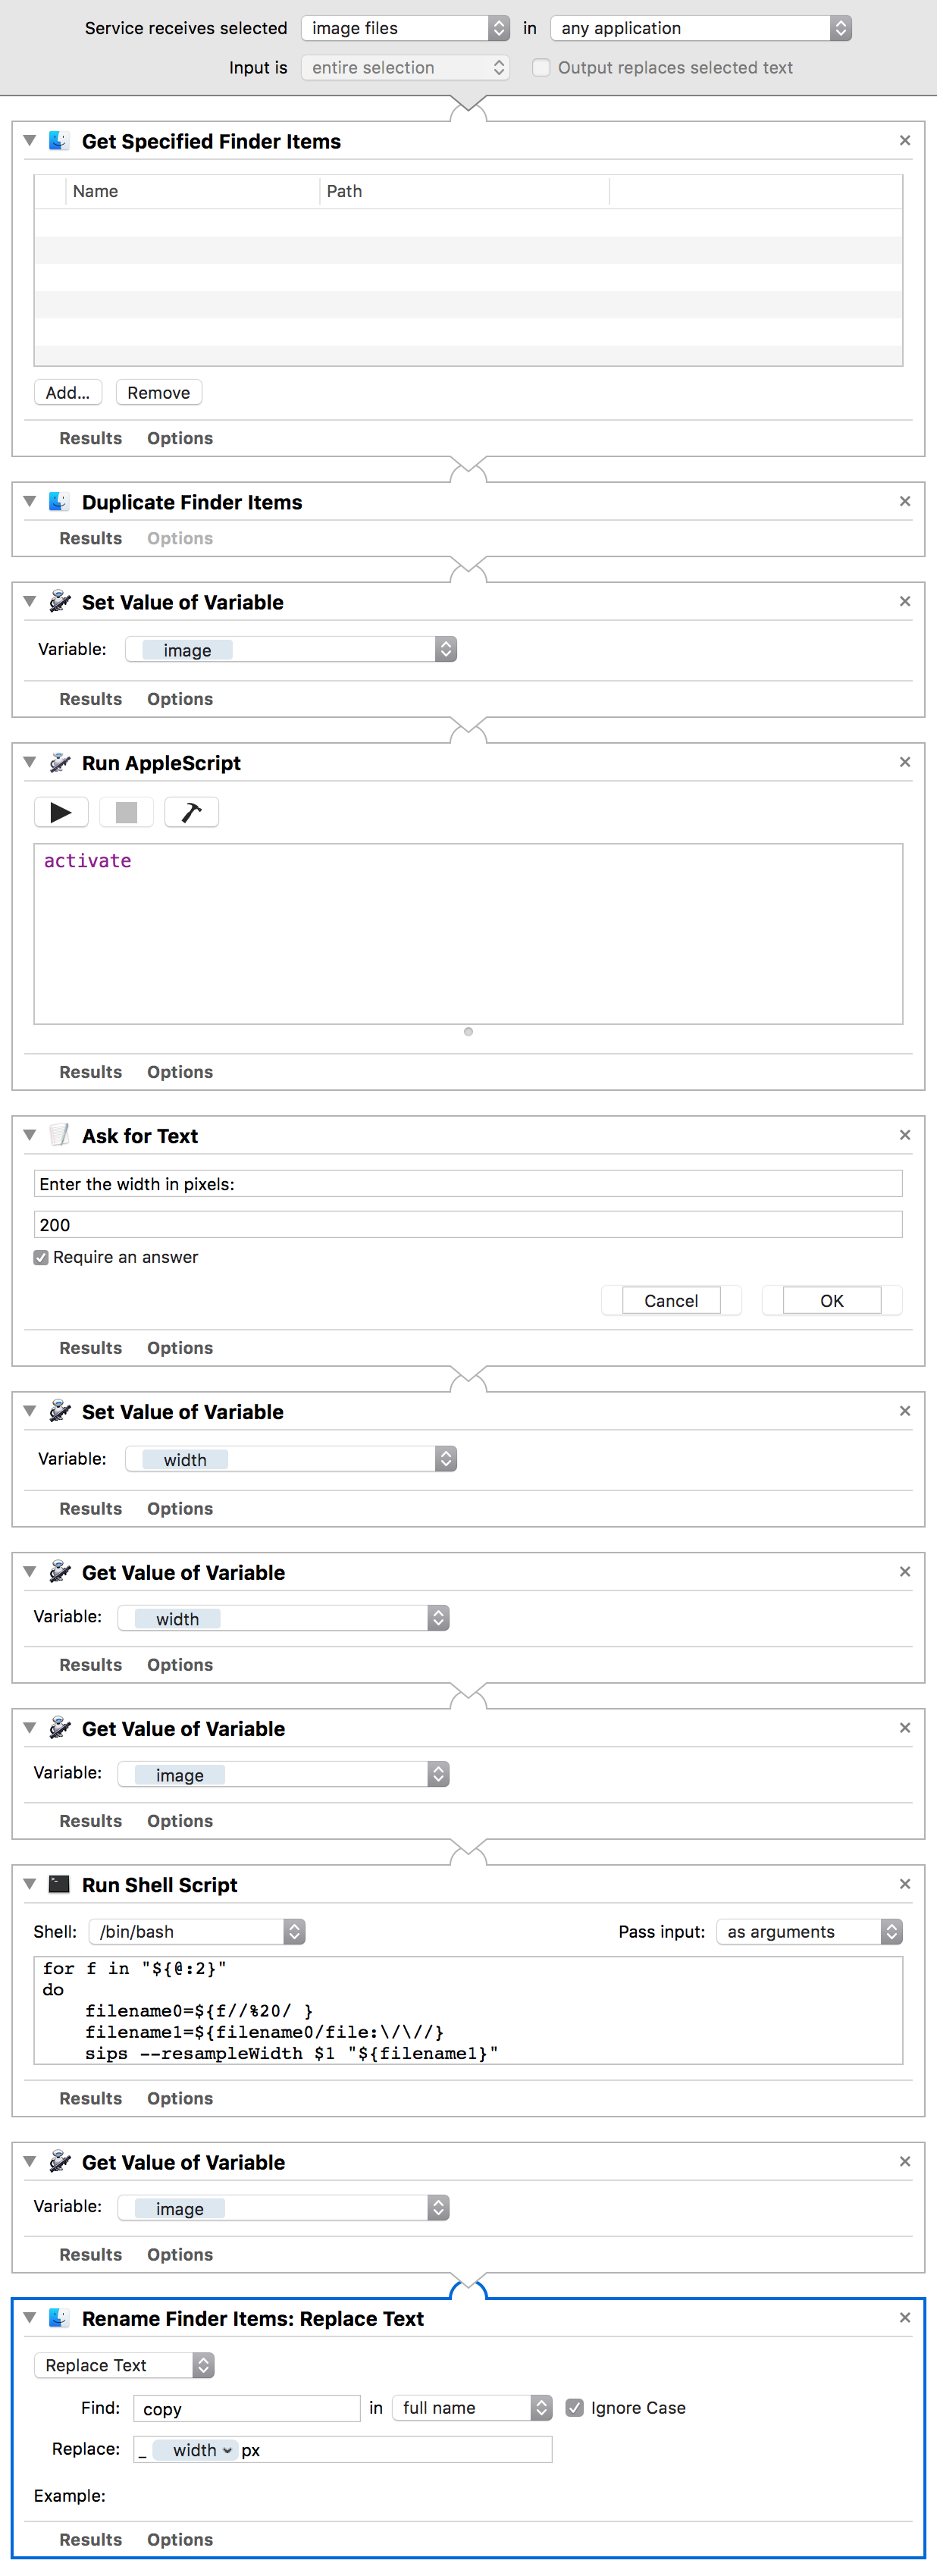 Service receives selected image files in any application
Input is entire selection Output replaces selected text
Get Specified Finder Items
Name Path
Add... Remove
Results Options
Duplicate Finder Items
Results Options
Set Value of Variable
Variable: image
Results Options
Run AppleScript
activate
Results Options
Ask for Text
Enter the width in pixels:
200
Require an answer
Cancel OK
Results Options
Set Value of Variable
Variable: width
Results Options
Get Value of Variable
Variable: width
Results Options
Get Value of Variable
Variable: image
Results Options
Run Shell Script
Shell: /bin/bash Pass input: as arguments
for f in "${@:2}"
do
filename0=${f//%20/ }
filename1=${filename0/file:\/\//}
sips --resampleWidth $1 "${filename1}"
Results Options
Get Value of Variable
Variable: image
Results Options
Rename Finder Items: Replace Text
Replace Text
Find: copy in full name Ignore Case
Replace: _ width px
Example:
Results Options